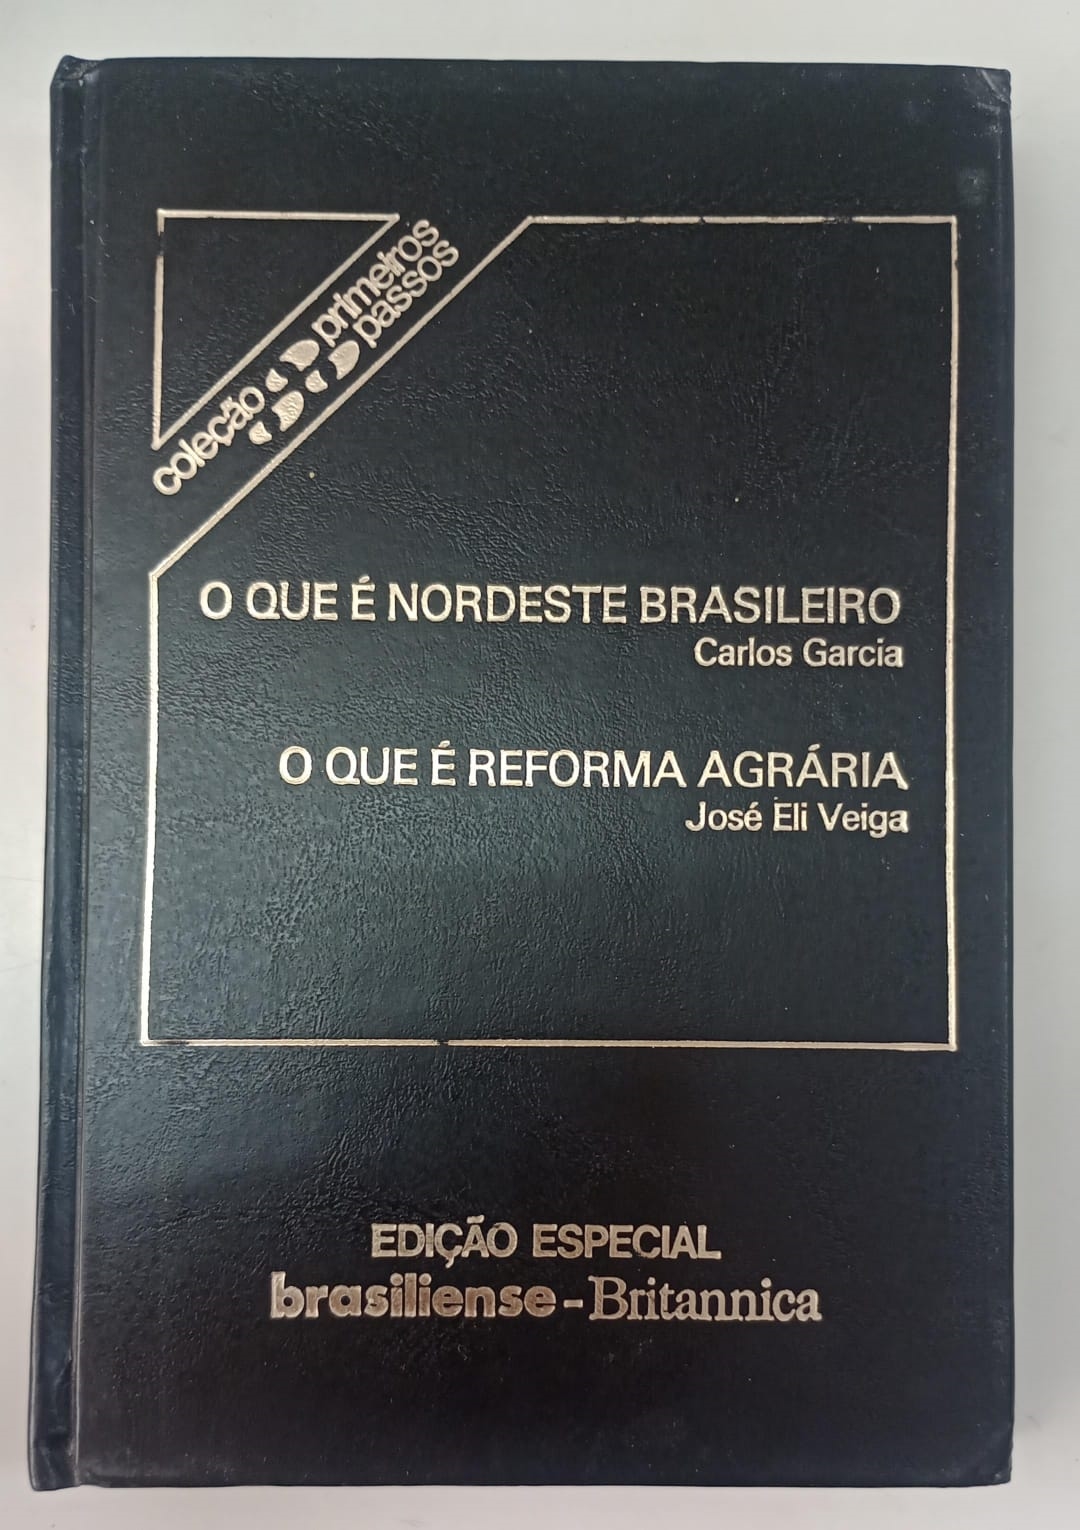 coleção primeiros
passos
O QUE É NORDESTE BRASILEIRO
Carlos Garcia
O QUE É REFORMA AGRÁRIA
José Eli Veiga
EDIÇÃO ESPECIAL
brasiliense-Britannica